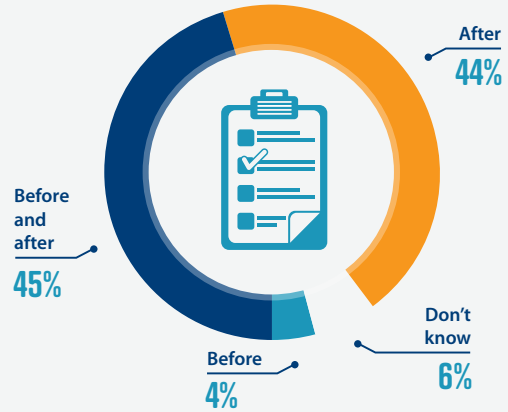 After
44%
Before
and
after
45%
Don't
know
6%
Before
4%